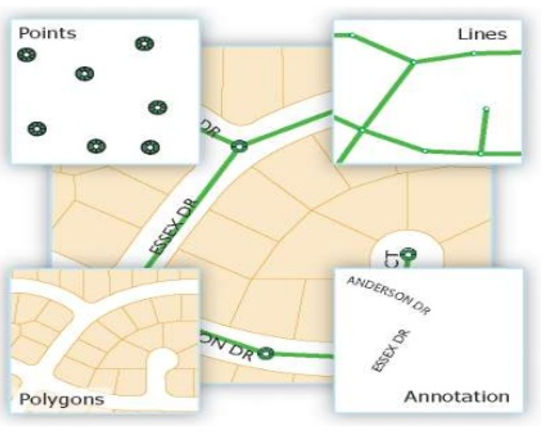 Points
Lines
DR
ESSEX DR
CT
ON DR
Polygons
ANDERSON DR
ESSEX DR
Annotation